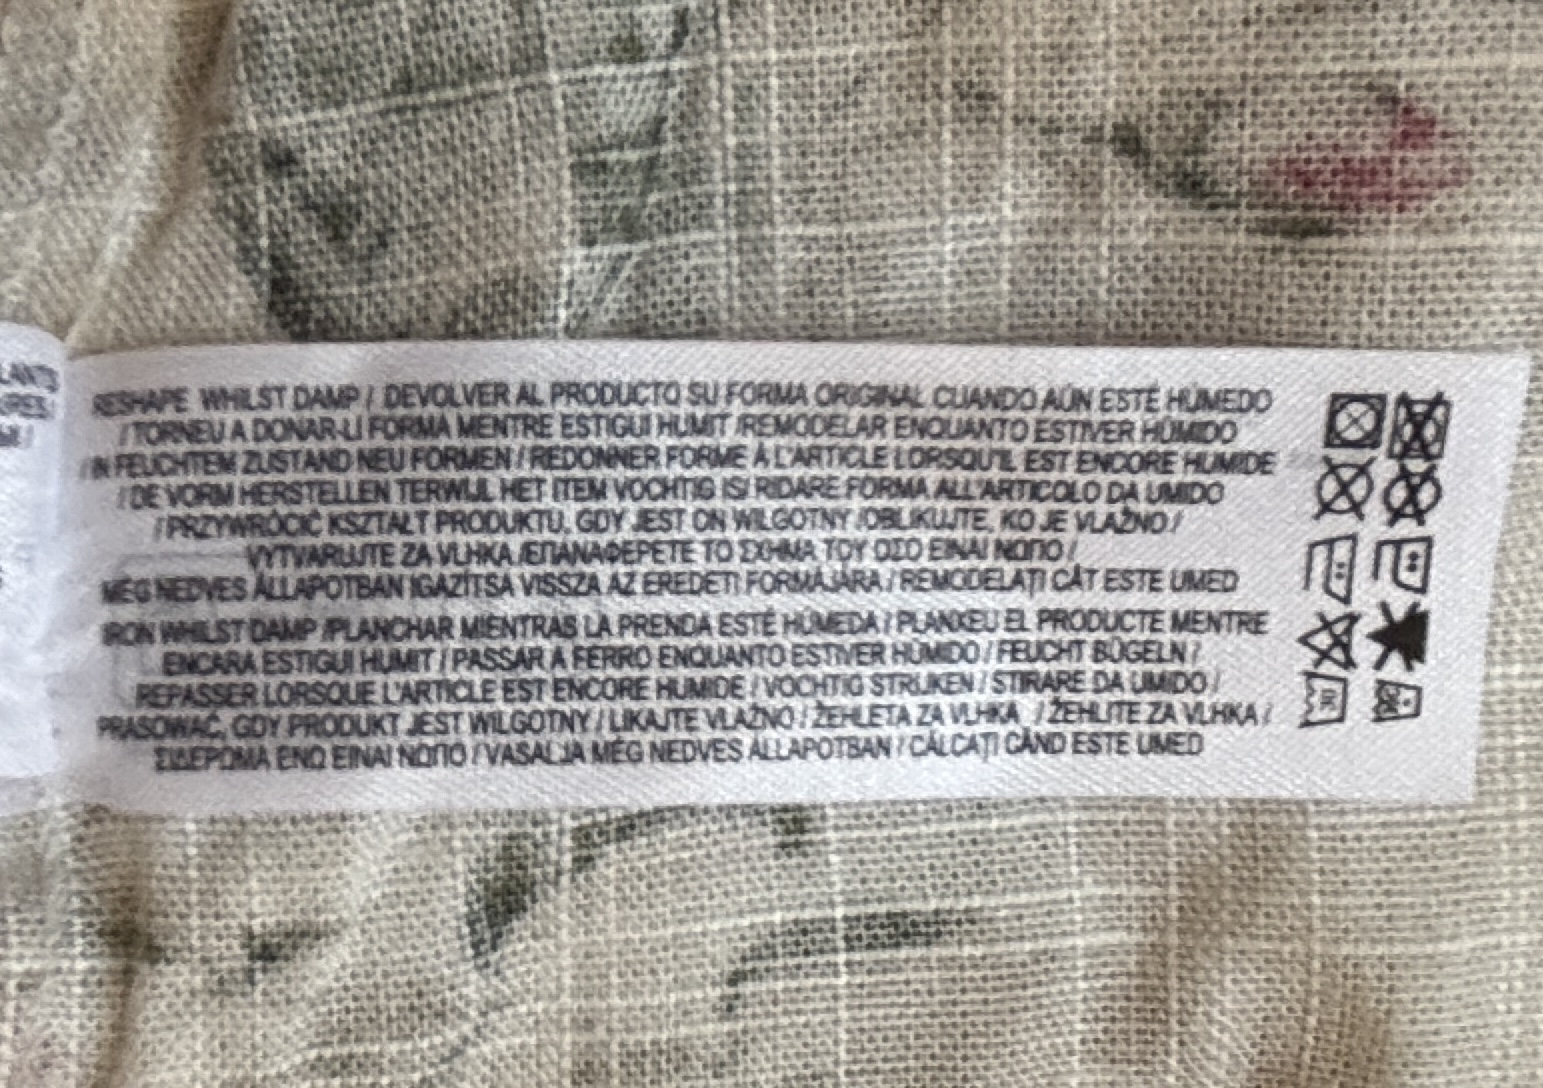 LANTS
RESHAPE WHILST DAMP / DEVOLVER AL PRODUCTO SU FORMA ORIGINAL CUANDO AÚN ESTÉ HÚMEDO
/ TORNEU A DONAR-LI FORMA MENTRE ESTIGUI HUMIT /REMODELAR ENQUANTO ESTIVER HÚMIDO
/ IN FEUCHTEM ZUSTAND NEU FORMEN / REDONNER FORME À L'ARTICLE LORSQU'IL EST ENCORE HUMIDE
/ DE VORM HERSTELLEN TERWIJL HET ITEM VOCHTIG IS/ RIDARE FORMA ALL'ARTICOLO DA UMIDO
/ PRZYWRÓCIĆ KSZTAŁT PRODUKTU, GDY JEST ON WILGOTNY /OBLIKUJTE, KO JE VLAŽNO /
VYTVARUJTE ZA VLHKA /ΕΠΑΝΑΦΕΡΕΤΕ ΤΟ ΣΧΗΜΑ ΤΟΥ ΟΣΟ ΕΙΝΑΙ ΝΩΠΟ /
MÉG NEDVES ÁLLAPOTBAN IGAZÍTSA VISSZA AZ EREDETI FORMÁJÁRA / REMODELAȚI CÂT ESTE UMED
IRON WHILST DAMP /PLANCHAR MIENTRAS LA PRENDA ESTÉ HÚMEDA / PLANXEU EL PRODUCTE MENTRE
ENCARA ESTIGUI HUMIT / PASSAR A FERRO ENQUANTO ESTIVER HÚMIDO / FEUCHT BÜGELN /
REPASSER LORSQUE L'ARTICLE EST ENCORE HUMIDE / VOCHTIG STRIJKEN / STIRARE DA UMIDO /
PRASOWAĆ, GDY PRODUKT JEST WILGOTNY / LIKAJTE VLAŽNO / ŽEHLETA ZA VLHKA / ŽEHLITE ZA VLHKA /
ΣΙΔΕΡΩΜΑ ΕΝΩ ΕΙΝΑΙ ΝΩΠΟ / VASALJA MÉG NEDVES ÁLLAPOTBAN / CĂLCAȚI CÂND ESTE UMED